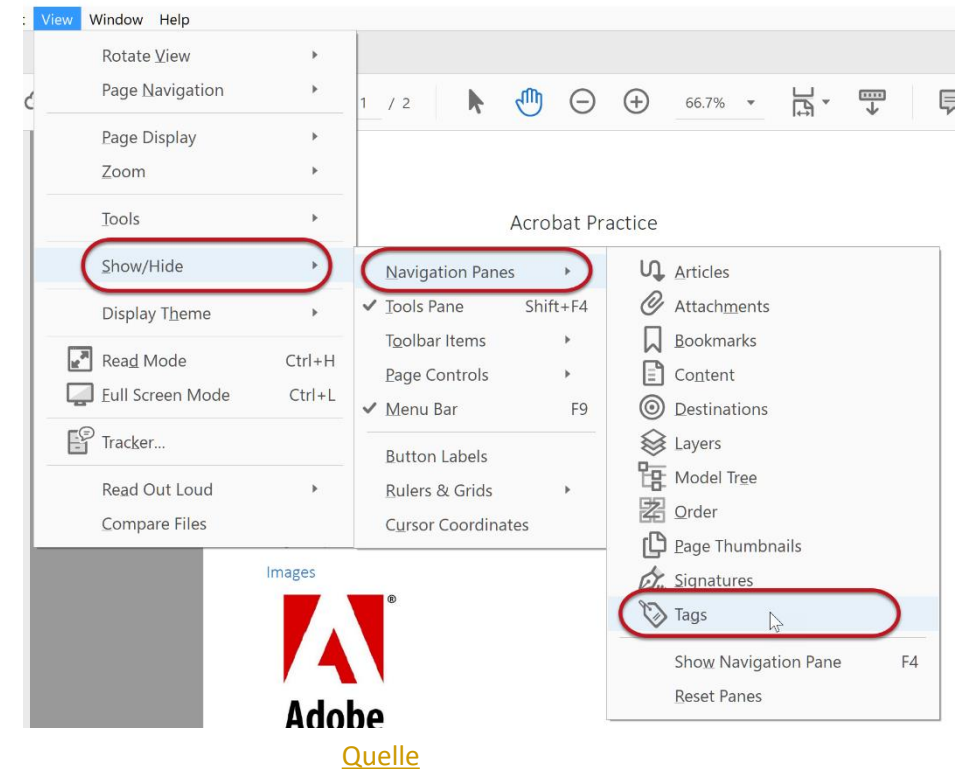 View Window Help
Rotate View
Page Navigation
Page Display
Zoom
Tools
Show/Hide
Display Theme
Read Mode Ctrl+H
Full Screen Mode Ctrl+L
Tracker...
Read Out Loud
Compare Files
1 / 2
66.7%
Acrobat Practice
Navigation Panes
Tools Pane Shift+F4
Toolbar Items
Page Controls
Menu Bar F9
Button Labels
Rulers & Grids
Cursor Coordinates
Articles
Attachments
Bookmarks
Content
Destinations
Layers
Model Tree
Order
Page Thumbnails
Signatures
Tags
Show Navigation Pane F4
Reset Panes
Images
®
Adobe
Quelle